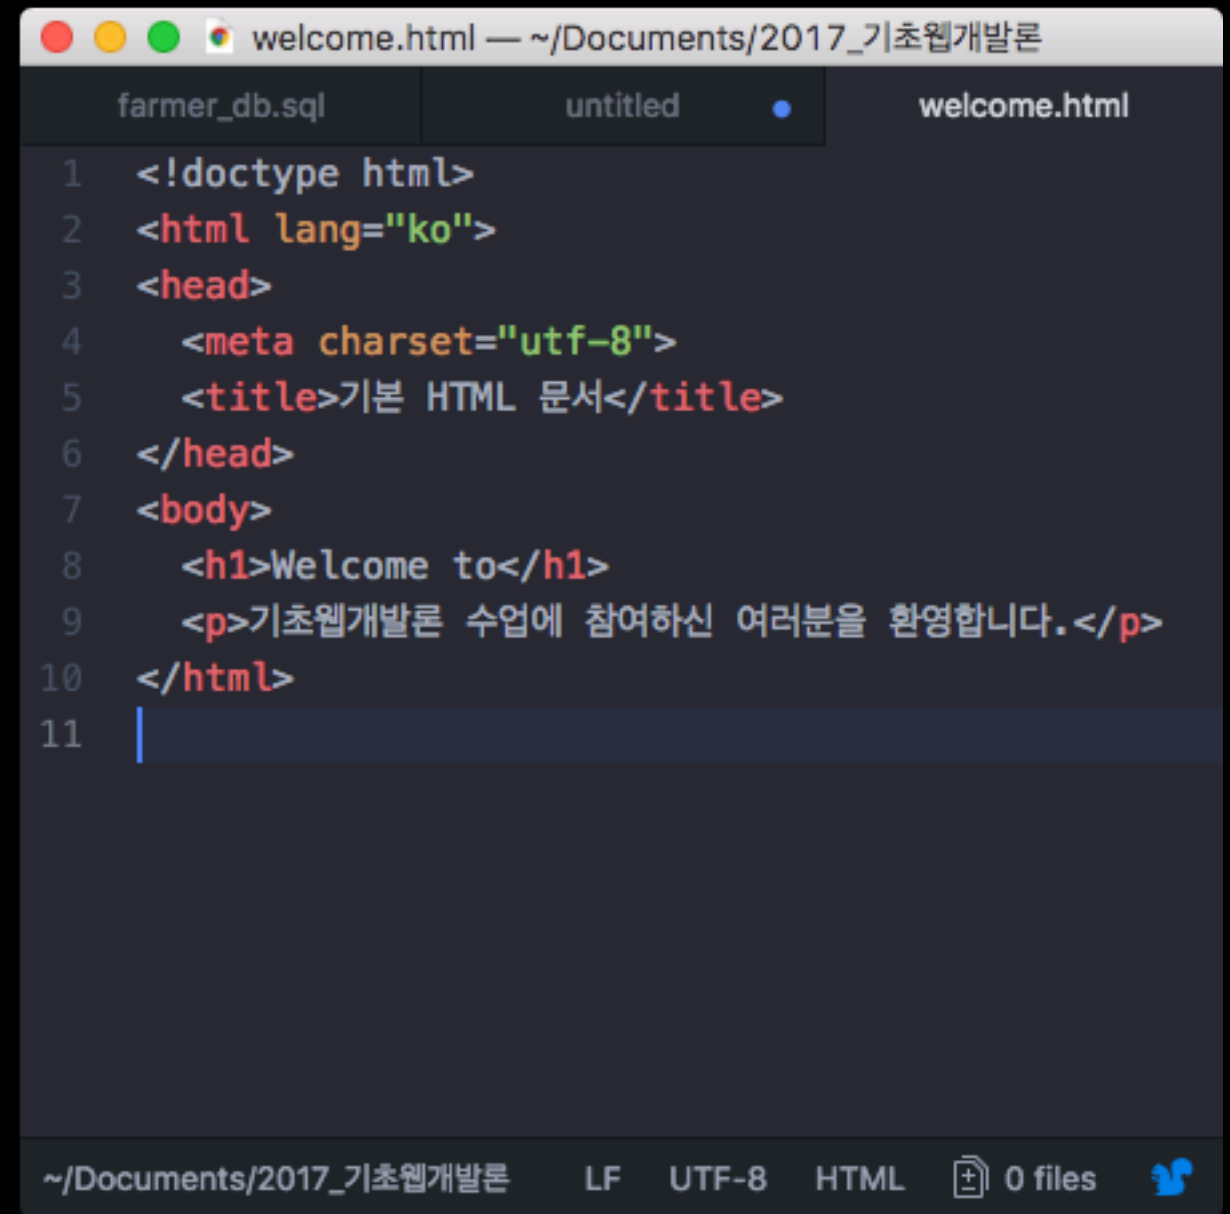 welcome.html — ~/Documents/2017_기초웹개발론
farmer_db.sql untitled welcome.html
1 <!doctype html>
2 <html lang="ko">
3 <head>
4 <meta charset="utf-8">
5 <title>기본 HTML 문서</title>
6 </head>
7 <body>
8 <h1>Welcome to</h1>
9 <p>기초웹개발론 수업에 참여하신 여러분을 환영합니다.</p>
10 </html>
11
~/Documents/2017_기초웹개발론 LF UTF-8 HTML 0 files